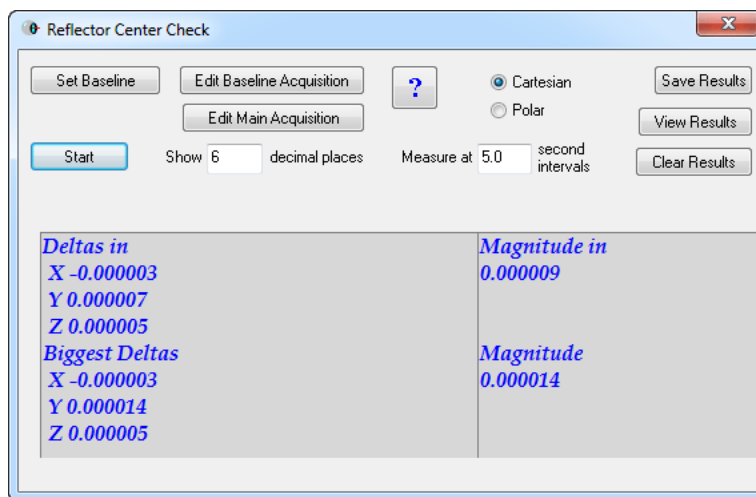 Reflector Center Check
Set Baseline
Edit Baseline Acquisition
?
Cartesian
Save Results
Edit Main Acquisition
Polar
View Results
Start
Show 6 decimal places
Measure at 5.0 second intervals
Clear Results
Deltas in
X -0.000003
Y 0.000007
Z 0.000005
Magnitude in
0.000009
Biggest Deltas
X -0.000003
Y 0.000014
Z 0.000005
Magnitude
0.000014